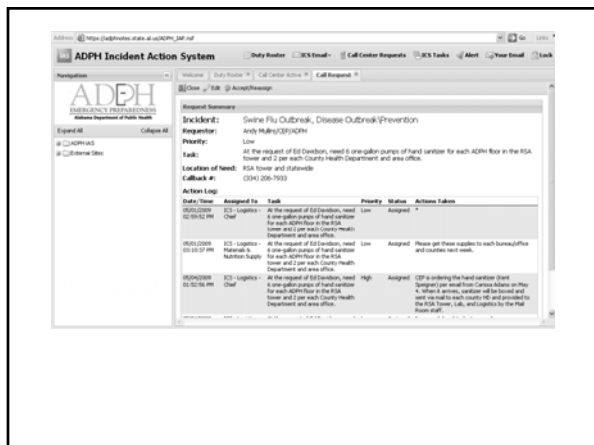 Address https://adphnotes.state.al.us/ADPH_IAP.nsf Go Links
ADPH Incident Action System Duty Roster ICS Email Call Center Requests ICS Tasks Alert Your Email Lock
Navigation
Welcome Duty Roster Call Center Active Call Request
Close Edit Accept/Reassign
ADPH
EMERGENCY PREPAREDNESS
Alabama Department of Public Health
Expand All Collapse All
ADPH IAS
External Sites
Request Summary
Incident: Swine Flu Outbreak, Disease Outbreak\Prevention
Requestor: Andy Mullins/CEP/ADPH
Priority: Low
Task: At the request of Ed Davidson, need 6 one-gallon pumps of hand sanitizer for each ADPH floor in the RSA
tower and 2 per each County Health Department and area office.
Location of Need: RSA tower and statewide
Callback #: (334) 206-7933
Action Log:
Date/Time Assigned To Task Priority Status Actions Taken
05/01/2009 ICS - Logistics - At the request of Ed Davidson, need Low Assigned *
02:59:52 PM Chief 6 one-gallon pumps of hand sanitizer
for each ADPH floor in the RSA
tower and 2 per each County Health
Department and area office.
05/01/2009 ICS - Logistics - At the request of Ed Davidson, need Low Assigned Please get these supplies to each bureau/office
03:10:37 PM Materials & 6 one-gallon pumps of hand sanitizer and counties next week.
Nutrition Supply for each ADPH floor in the RSA
tower and 2 per each County Health
Department and area office.
05/04/2009 ICS - Logistics - At the request of Ed Davidson, need High Assigned CEP is ordering the hand sanitizer (Kent
01:52:56 PM Chief 6 one-gallon pumps of hand sanitizer Speigner) per email from Carissa Adams on May
for each ADPH floor in the RSA 4. When it arrives, sanitizer will be boxed and
tower and 2 per each County Health sent via mail to each county HD and provided to
Department and area office. the RSA Tower, Lab, and Logistics by the Mail
Room staff.